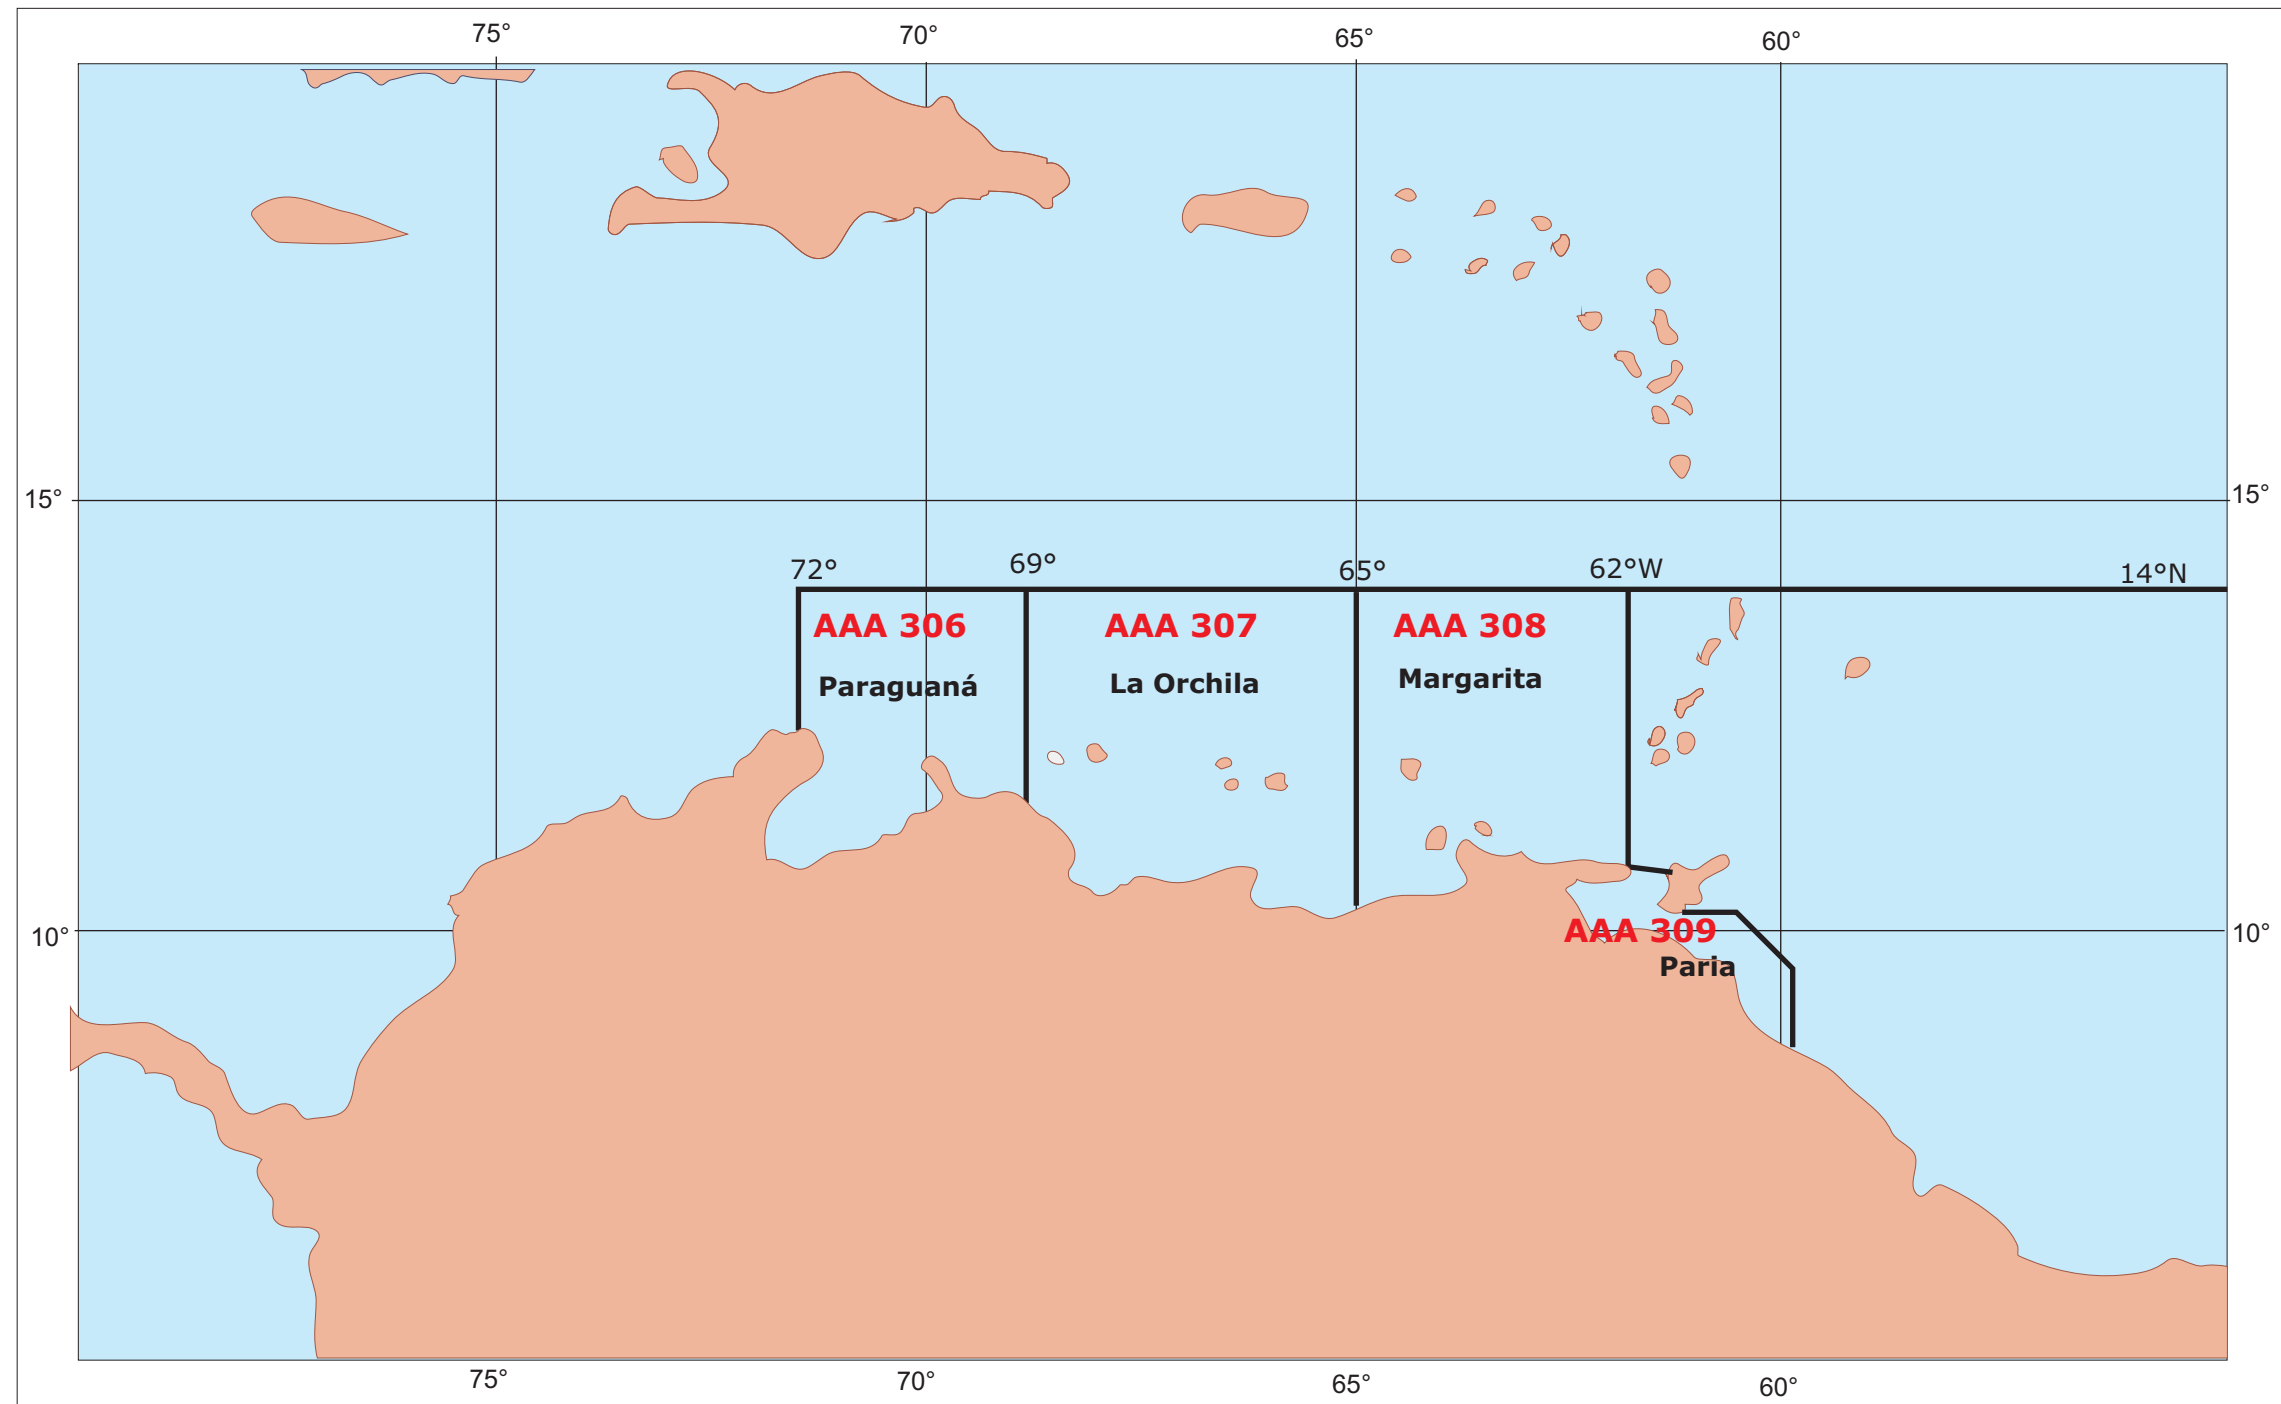 75° 70° 65° 60°
15° 15°
72° 69° 65° 62°W 14°N
AAA 306 AAA 307 AAA 308
Paraguaná La Orchila Margarita
10° AAA 309 10°
Paria
75° 70° 65° 60°